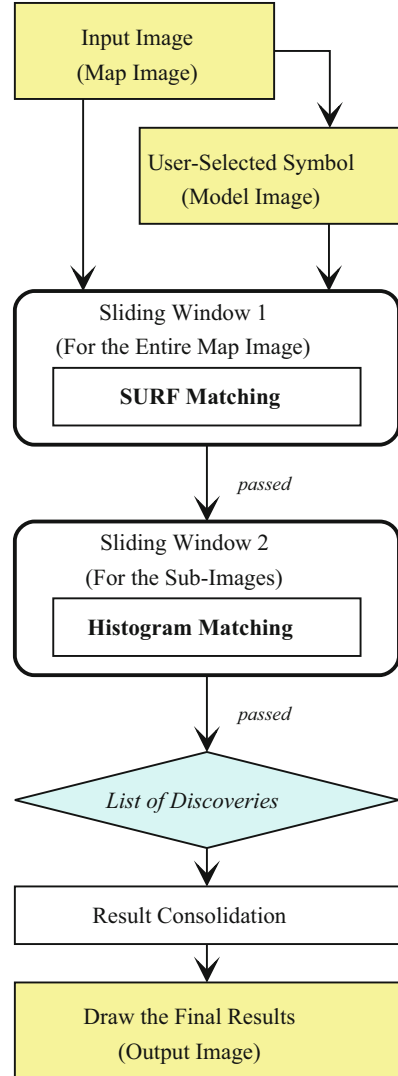 Input Image
(Map Image)
User-Selected Symbol
(Model Image)
Sliding Window 1
(For the Entire Map Image)
SURF Matching
passed
Sliding Window 2
(For the Sub-Images)
Histogram Matching
passed
List of Discoveries
Result Consolidation
Draw the Final Results
(Output Image)